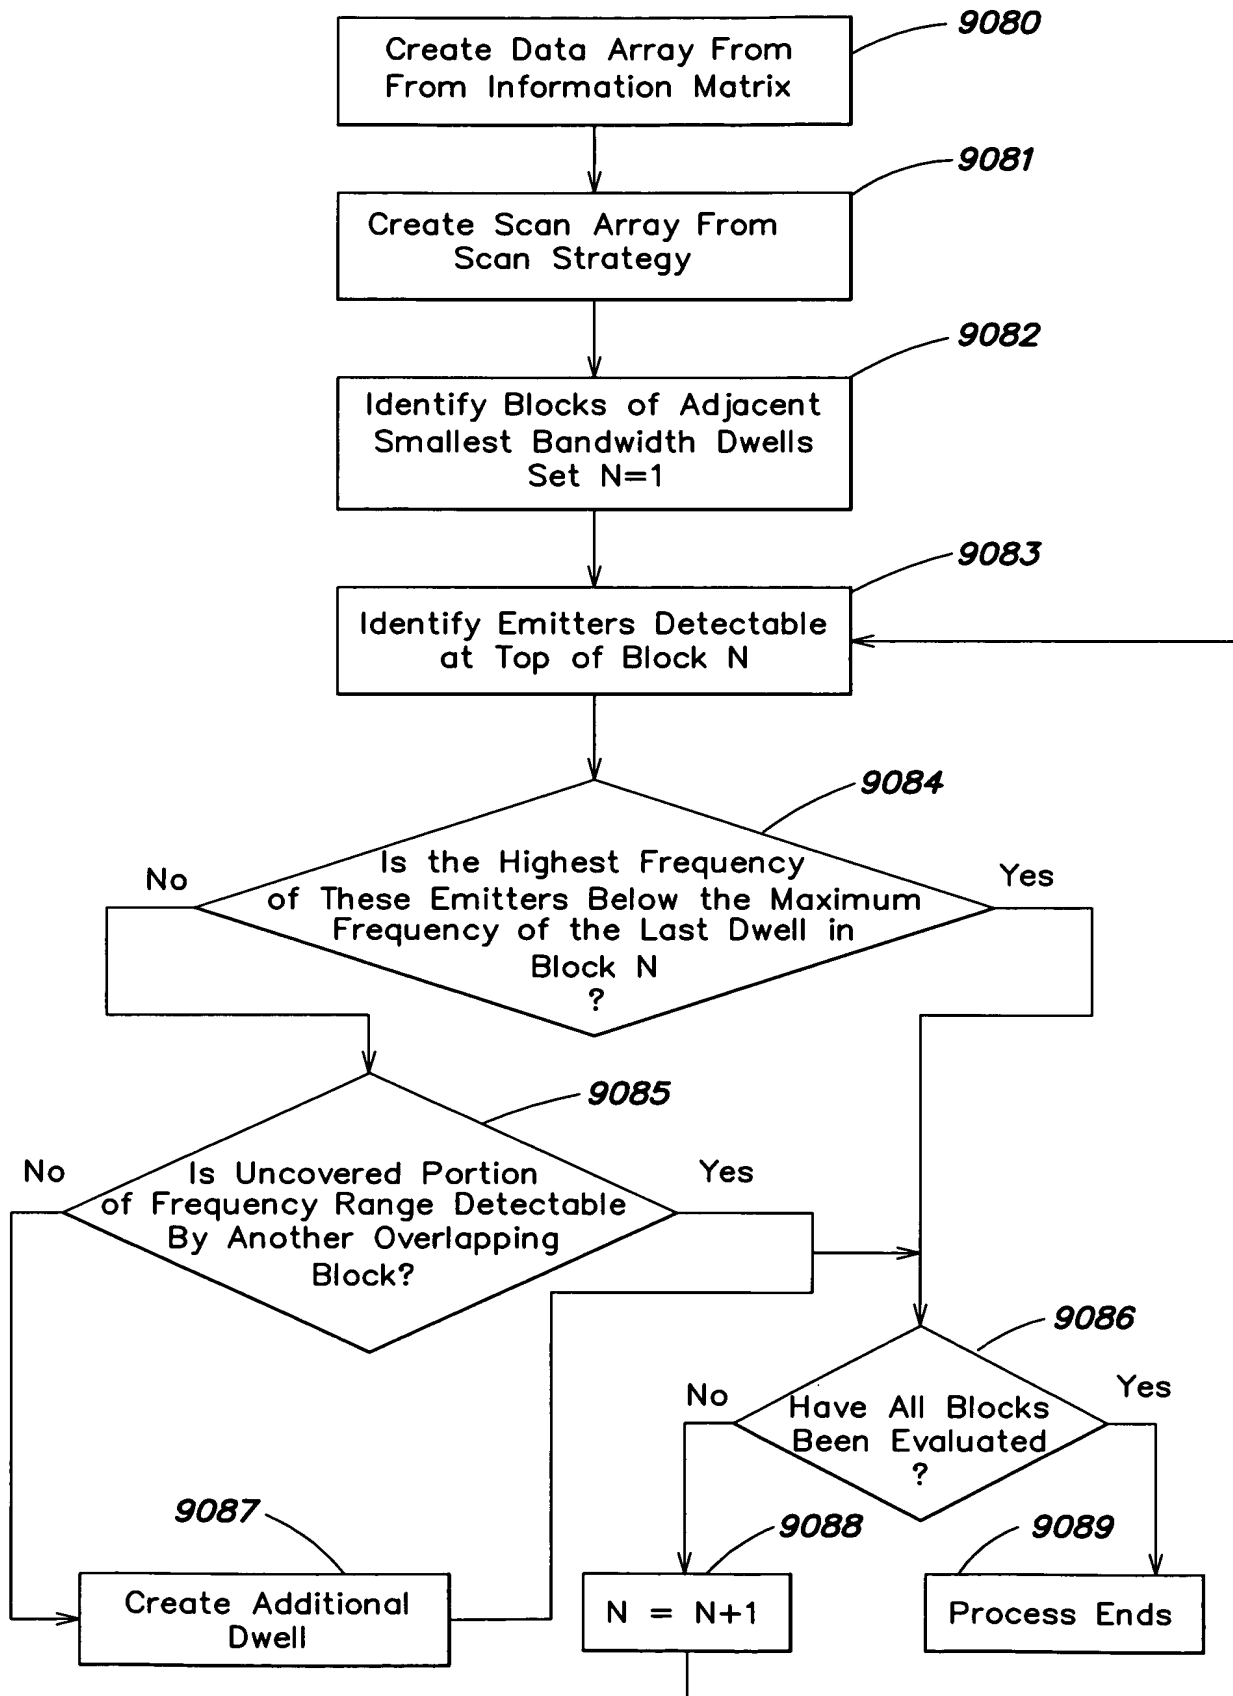 9080
Create Data Array From
From Information Matrix
9081
Create Scan Array From
Scan Strategy
9082
Identify Blocks of Adjacent
Smallest Bandwidth Dwells
Set N=1
9083
Identify Emitters Detectable
at Top of Block N
9084
No
Yes
Is the Highest Frequency
of These Emitters Below the Maximum
Frequency of the Last Dwell in
Block N
?
9085
No
Yes
Is Uncovered Portion
of Frequency Range Detectable
By Another Overlapping
Block?
9086
No
Yes
Have All Blocks
Been Evaluated
?
9087
Create Additional
Dwell
9088
N = N+1
9089
Process Ends